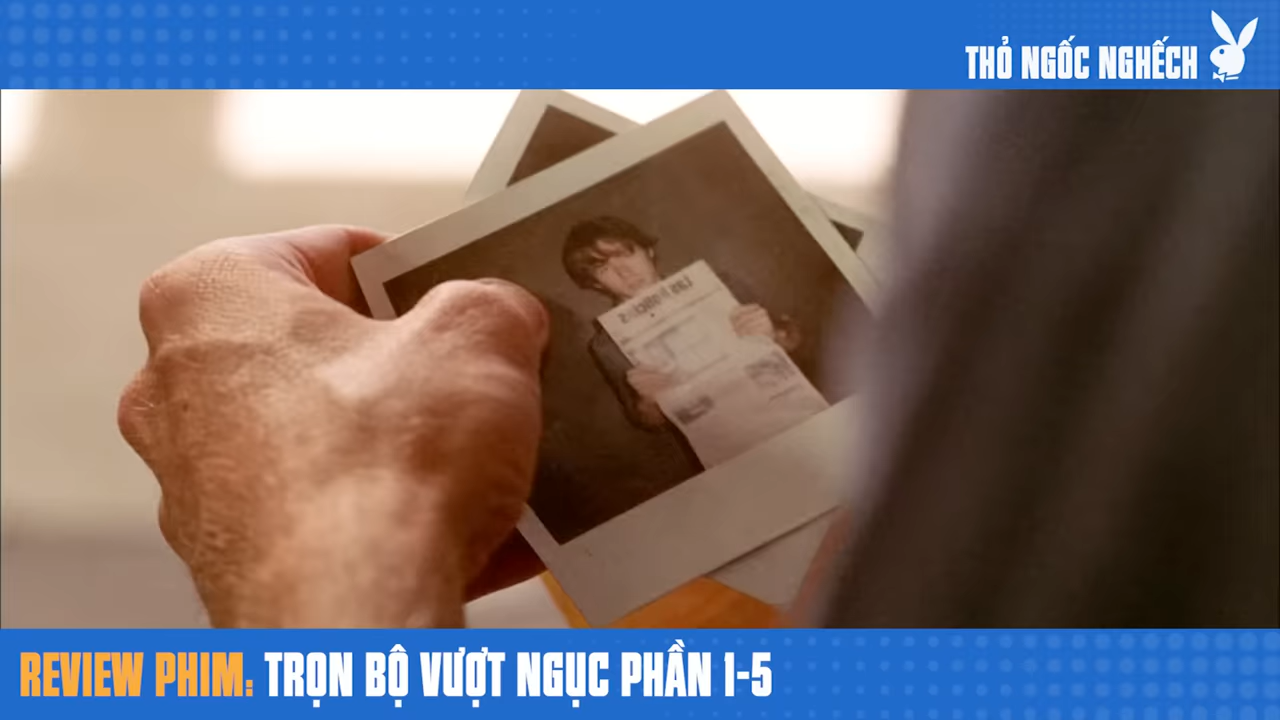 THỎ NGỐC NGHẾCH
REVIEW PHIM: TRỌN BỘ VƯỢT NGỤC PHẦN 1-5